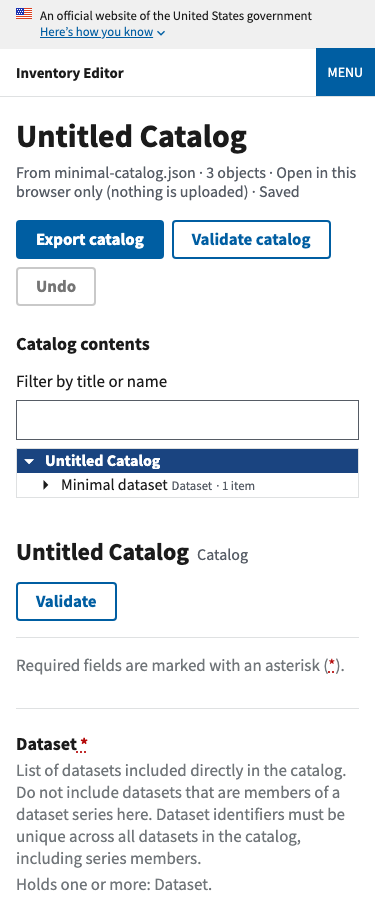 An official website of the United States government
Here's how you know
Inventory Editor
MENU
Untitled Catalog
From minimal-catalog.json · 3 objects · Open in this
browser only (nothing is uploaded) · Saved
Export catalog
Validate catalog
Undo
Catalog contents
Filter by title or name
Untitled Catalog
Minimal dataset Dataset · 1 item
Untitled Catalog Catalog
Validate
Required fields are marked with an asterisk (*).
Dataset *
List of datasets included directly in the catalog.
Do not include datasets that are members of a
dataset series here. Dataset identifiers must be
unique across all datasets in the catalog,
including series members.
Holds one or more: Dataset.